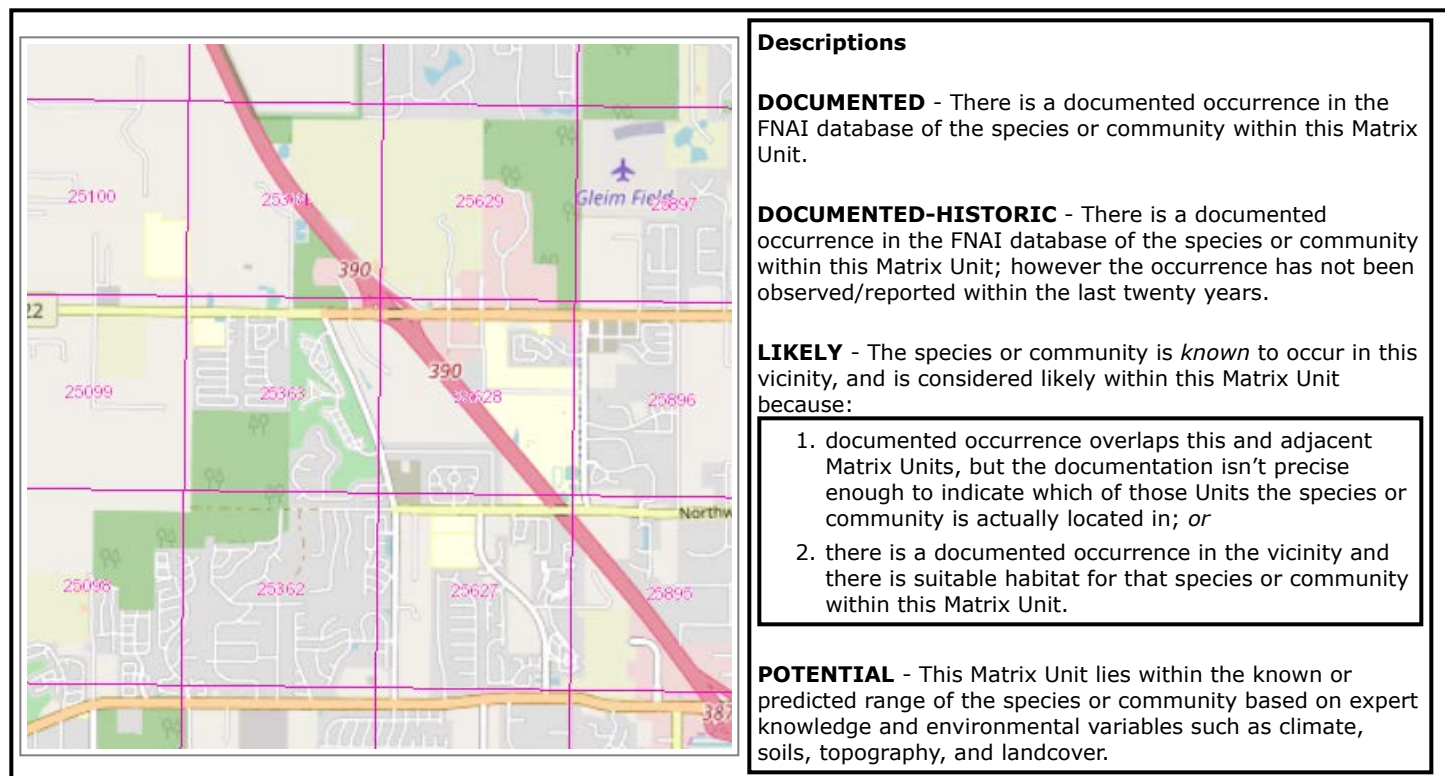 25100
25364
25629
Gleim Field
25897
390
22
390
25099
25363
25628
25896
Northw
25098
25362
25627
25895
387
Descriptions
DOCUMENTED - There is a documented occurrence in the
FNAI database of the species or community within this Matrix
Unit.
DOCUMENTED-HISTORIC - There is a documented
occurrence in the FNAI database of the species or community
within this Matrix Unit; however the occurrence has not been
observed/reported within the last twenty years.
LIKELY - The species or community is known to occur in this
vicinity, and is considered likely within this Matrix Unit
because:
1. documented occurrence overlaps this and adjacent
Matrix Units, but the documentation isn’t precise
enough to indicate which of those Units the species or
community is actually located in; or
2. there is a documented occurrence in the vicinity and
there is suitable habitat for that species or community
within this Matrix Unit.
POTENTIAL - This Matrix Unit lies within the known or
predicted range of the species or community based on expert
knowledge and environmental variables such as climate,
soils, topography, and landcover.